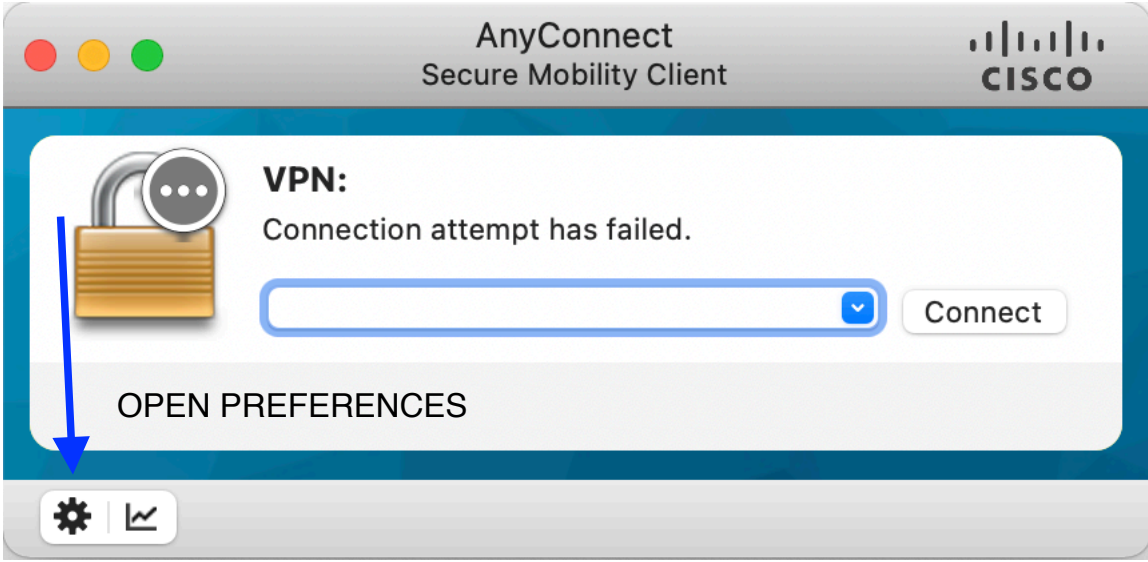 AnyConnect
Secure Mobility Client
CISCO
VPN:
Connection attempt has failed.
Connect
OPEN PREFERENCES